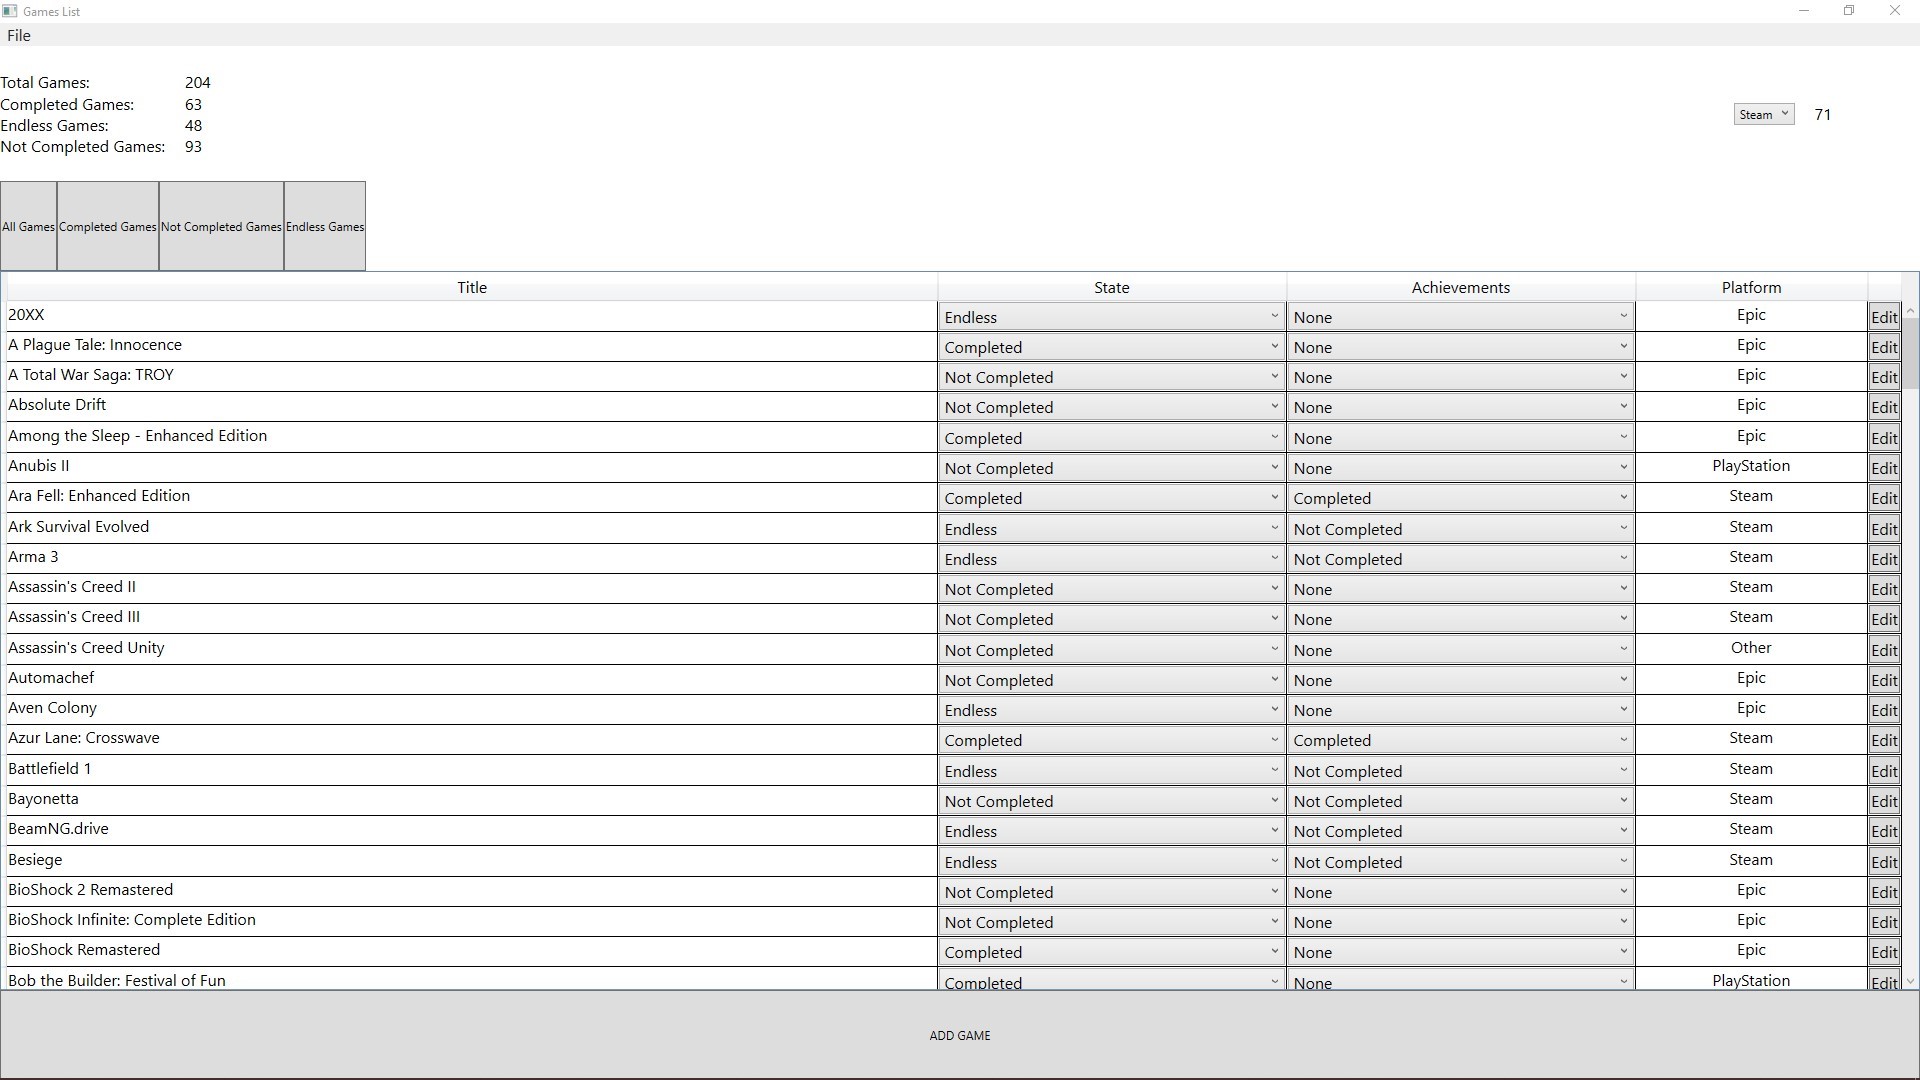 Games List
File
Total Games: 204
Completed Games: 63
Endless Games: 48
Not Completed Games: 93
Steam 71
All Games Completed Games Not Completed Games Endless Games
Title State Achievements Platform
20XX Endless None Epic Edit
A Plague Tale: Innocence Completed None Epic Edit
A Total War Saga: TROY Not Completed None Epic Edit
Absolute Drift Not Completed None Epic Edit
Among the Sleep - Enhanced Edition Completed None Epic Edit
Anubis II Not Completed None PlayStation Edit
Ara Fell: Enhanced Edition Completed Completed Steam Edit
Ark Survival Evolved Endless Not Completed Steam Edit
Arma 3 Endless Not Completed Steam Edit
Assassin's Creed II Not Completed None Steam Edit
Assassin's Creed III Not Completed None Steam Edit
Assassin's Creed Unity Not Completed None Other Edit
Automachef Not Completed None Epic Edit
Aven Colony Endless None Epic Edit
Azur Lane: Crosswave Completed Completed Steam Edit
Battlefield 1 Endless Not Completed Steam Edit
Bayonetta Not Completed Not Completed Steam Edit
BeamNG.drive Endless Not Completed Steam Edit
Besiege Endless Not Completed Steam Edit
BioShock 2 Remastered Not Completed None Epic Edit
BioShock Infinite: Complete Edition Not Completed None Epic Edit
BioShock Remastered Completed None Epic Edit
Bob the Builder: Festival of Fun Completed None PlayStation Edit
ADD GAME